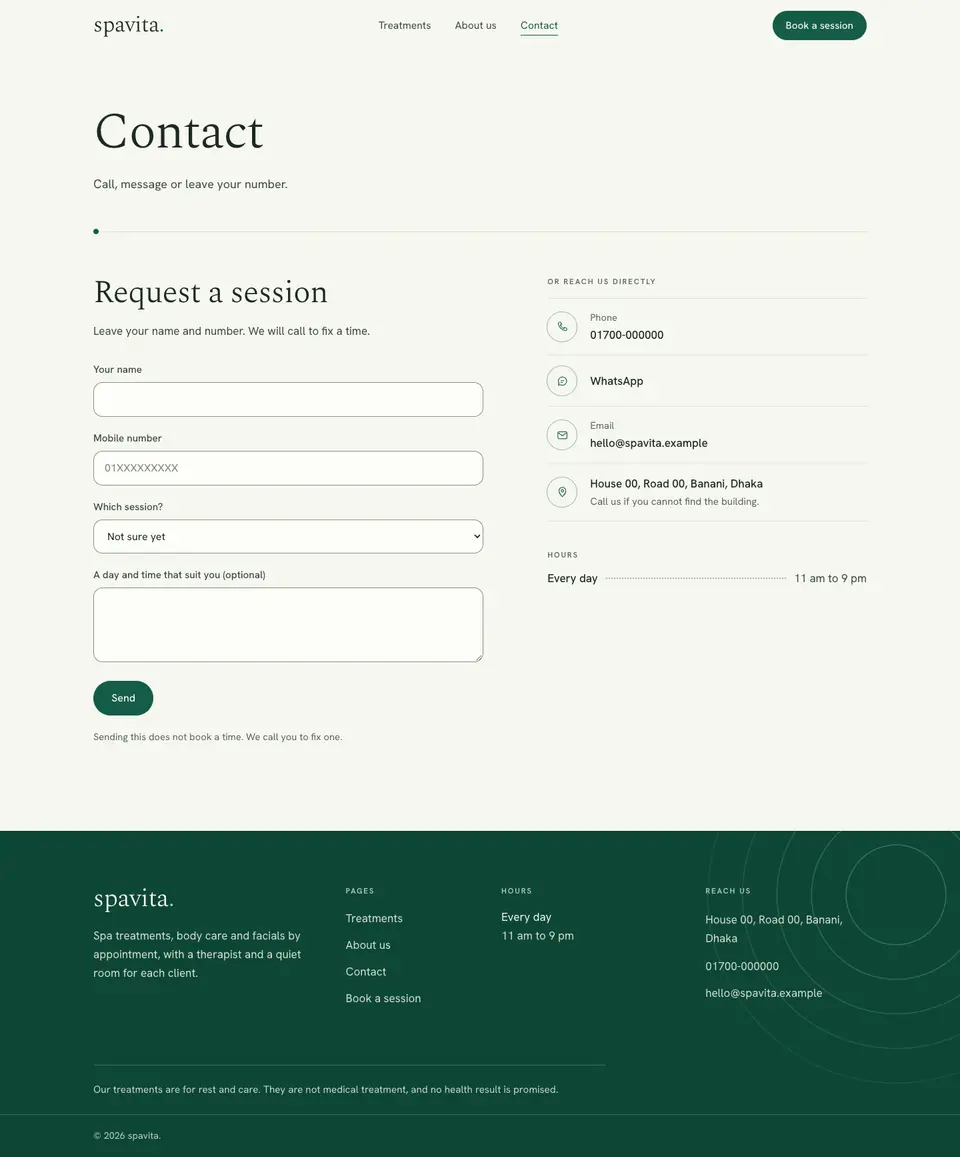 spavita.
Treatments
About us
Contact
Book a session
Contact
Call, message or leave your number.
Request a session
Leave your name and number. We will call to fix a time.
Your name
Mobile number
01XXXXXXXXX
Which session?
Not sure yet
A day and time that suit you (optional)
Send
Sending this does not book a time. We call you to fix one.
OR REACH US DIRECTLY
Phone
01700-000000
WhatsApp
Email
hello@spavita.example
House 00, Road 00, Banani, Dhaka
Call us if you cannot find the building.
HOURS
Every day
11 am to 9 pm
spavita.
Spa treatments, body care and facials by
appointment, with a therapist and a quiet
room for each client.
PAGES
Treatments
About us
Contact
Book a session
HOURS
Every day
11 am to 9 pm
REACH US
House 00, Road 00, Banani,
Dhaka
01700-000000
hello@spavita.example
Our treatments are for rest and care. They are not medical treatment, and no health result is promised.
© 2026 spavita.